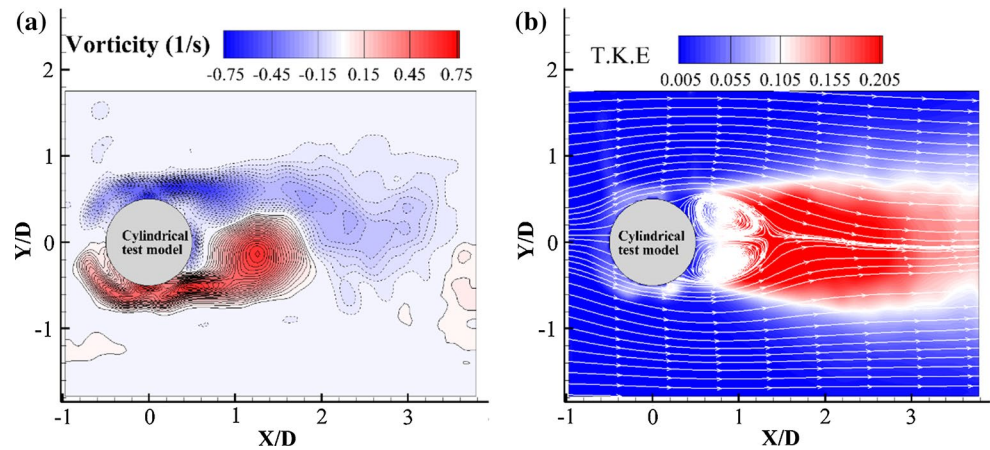 (a)
Vorticity (1/s)
-0.75 -0.45 -0.15 0.15 0.45 0.75
2
1
0
-1
Y/D
Cylindrical
test model
-1 0 1 2 3
X/D
(b)
T.K.E
0.005 0.055 0.105 0.155 0.205
2
1
0
-1
Y/D
Cylindrical
test model
-1 0 1 2 3
X/D